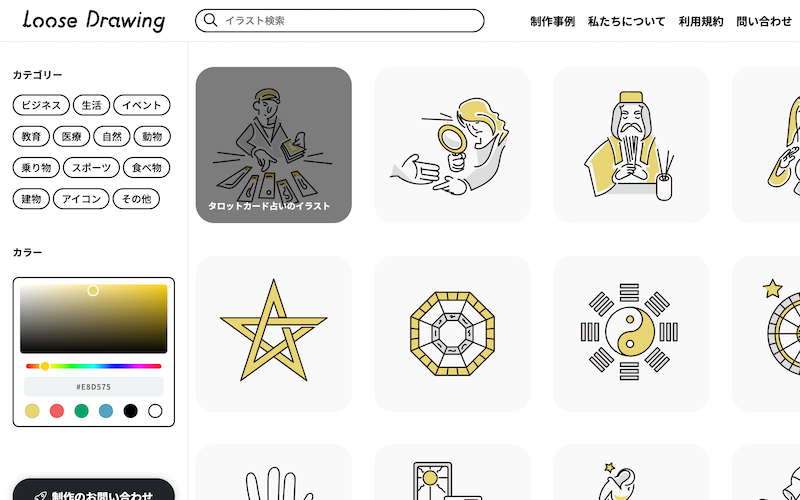 Loose Drawing
イラスト検索
制作事例 私たちについて 利用規約 問い合わせ
カテゴリー
ビジネス 生活 イベント
教育 医療 自然 動物
乗り物 スポーツ 食べ物
建物 アイコン その他
タロットカード占いのイラスト
カラー
#E8D575
制作のお問い合わせ